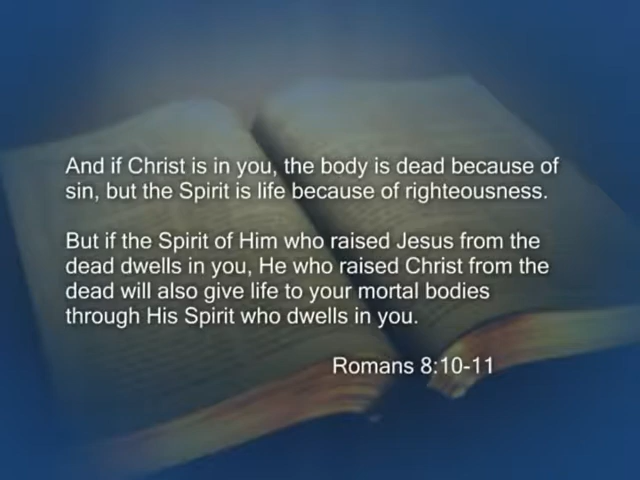 And if Christ is in you, the body is dead because of
sin, but the Spirit is life because of righteousness.
But if the Spirit of Him who raised Jesus from the
dead dwells in you, He who raised Christ from the
dead will also give life to your mortal bodies
through His Spirit who dwells in you.
Romans 8:10-11